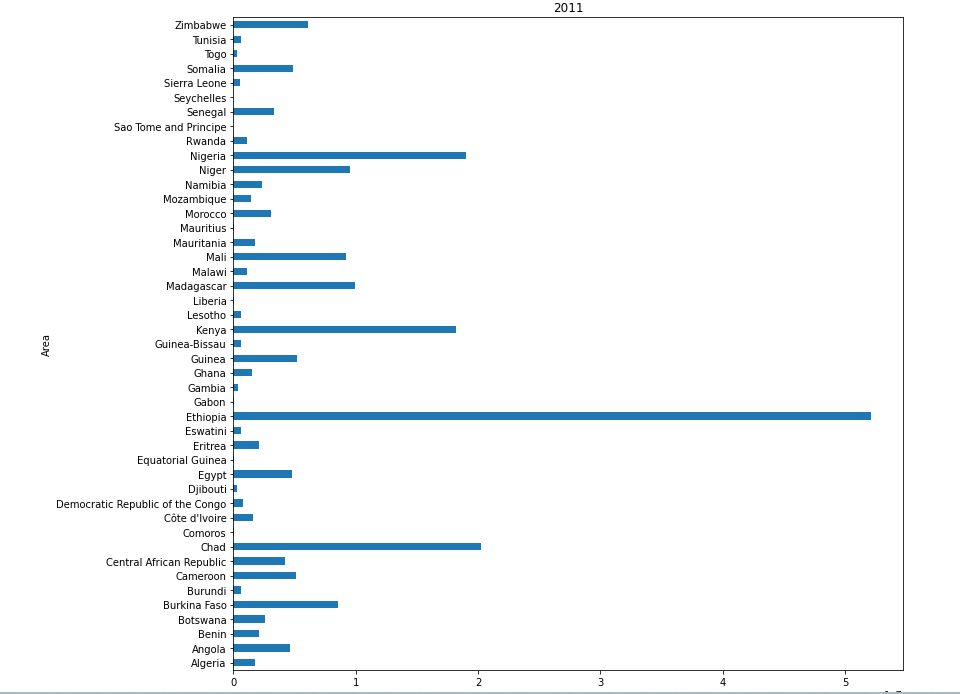 2011
Zimbabwe
Tunisia
Togo
Somalia
Sierra Leone
Seychelles
Senegal
Sao Tome and Principe
Rwanda
Nigeria
Niger
Namibia
Mozambique
Morocco
Mauritius
Mauritania
Mali
Malawi
Madagascar
Liberia
Lesotho
Kenya
Area
Guinea-Bissau
Guinea
Ghana
Gambia
Gabon
Ethiopia
Eswatini
Eritrea
Equatorial Guinea
Egypt
Djibouti
Democratic Republic of the Congo
Côte d'Ivoire
Comoros
Chad
Central African Republic
Cameroon
Burundi
Burkina Faso
Botswana
Benin
Angola
Algeria
0 1 2 3 4 5